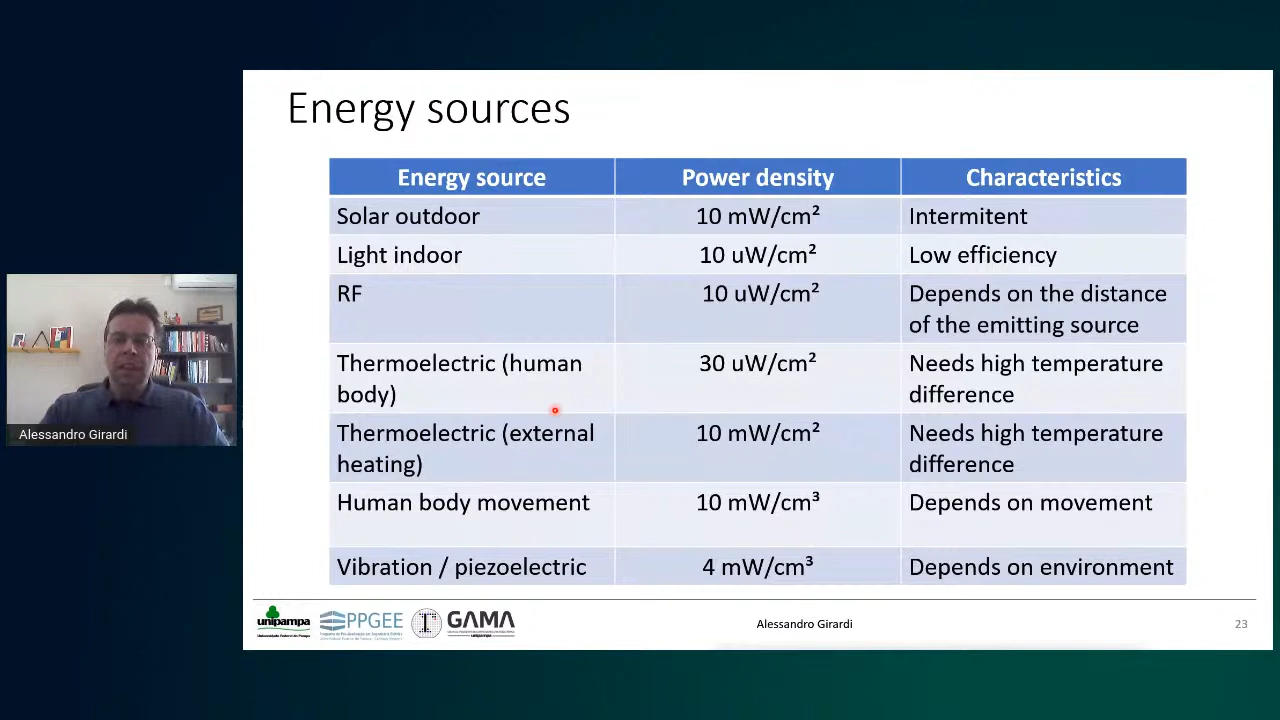 Energy sources
Energy source Power density Characteristics
Solar outdoor 10 mW/cm² Intermitent
Light indoor 10 uW/cm² Low efficiency
RF 10 uW/cm² Depends on the distance
of the emitting source
Thermoelectric (human 30 uW/cm² Needs high temperature
body) difference
Thermoelectric (external 10 mW/cm² Needs high temperature
heating) difference
Human body movement 10 mW/cm³ Depends on movement
Vibration / piezoelectric 4 mW/cm³ Depends on environment
Alessandro Girardi
unipampa
PPGEE
GAMA
Alessandro Girardi
23